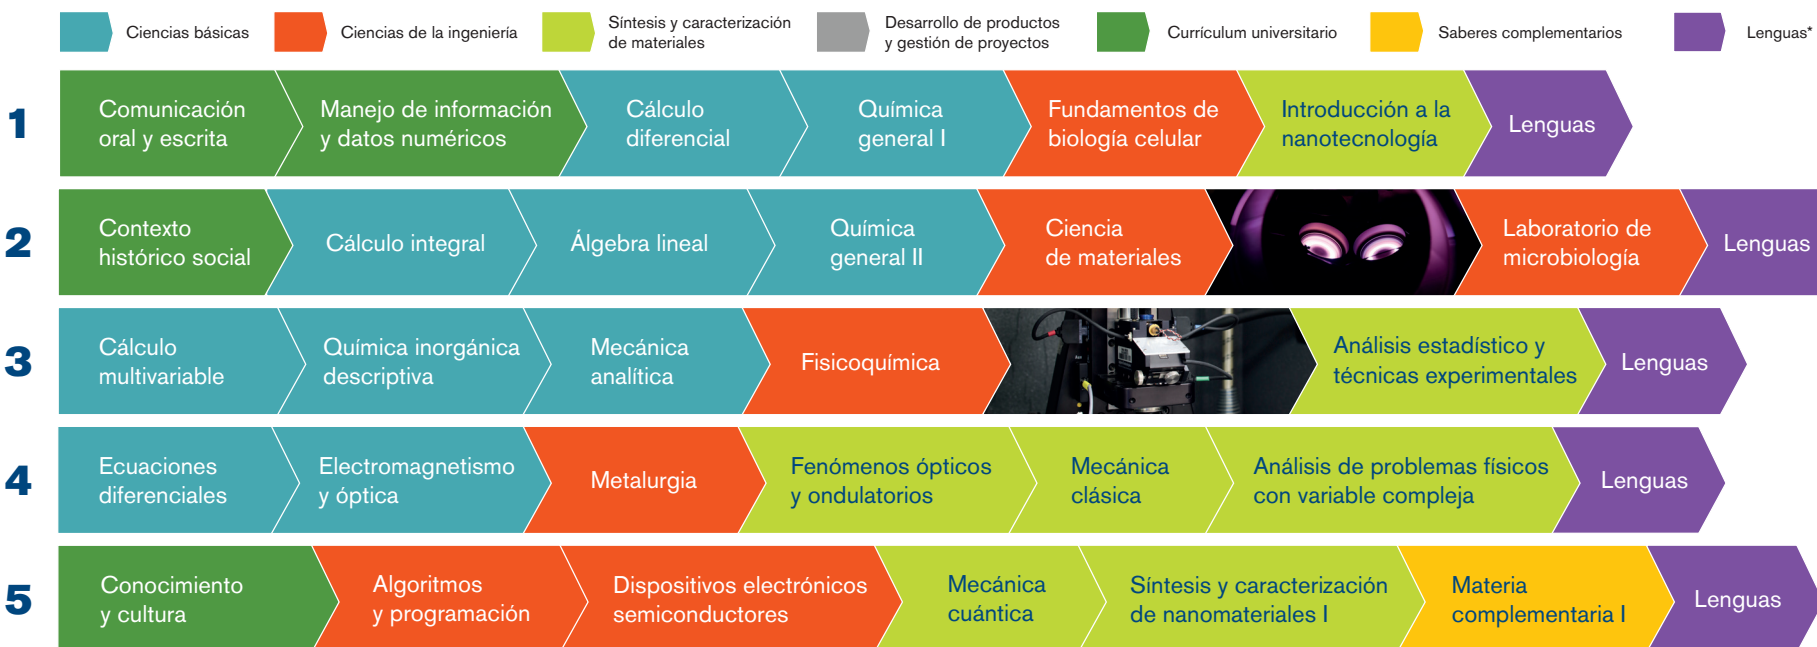 Ciencias básicas
Ciencias de la ingeniería
Síntesis y caracterización
de materiales
Desarrollo de productos
y gestión de proyectos
Currículum universitario
Saberes complementarios
Lenguas*
1
Comunicación
oral y escrita
Manejo de información
y datos numéricos
Cálculo
diferencial
Química
general I
Fundamentos de
biología celular
Introducción a la
nanotecnología
Lenguas
2
Contexto
histórico social
Cálculo integral
Álgebra lineal
Química
general II
Ciencia
de materiales
Laboratorio de
microbiología
Lenguas
3
Cálculo
multivariable
Química inorgánica
descriptiva
Mecánica
analítica
Fisicoquímica
Análisis estadístico y
técnicas experimentales
Lenguas
4
Ecuaciones
diferenciales
Electromagnetismo
y óptica
Metalurgia
Fenómenos ópticos
y ondulatorios
Mecánica
clásica
Análisis de problemas físicos
con variable compleja
Lenguas
5
Conocimiento
y cultura
Algoritmos
y programación
Dispositivos electrónicos
semiconductores
Mecánica
cuántica
Síntesis y caracterización
de nanomateriales I
Materia
complementaria I
Lenguas